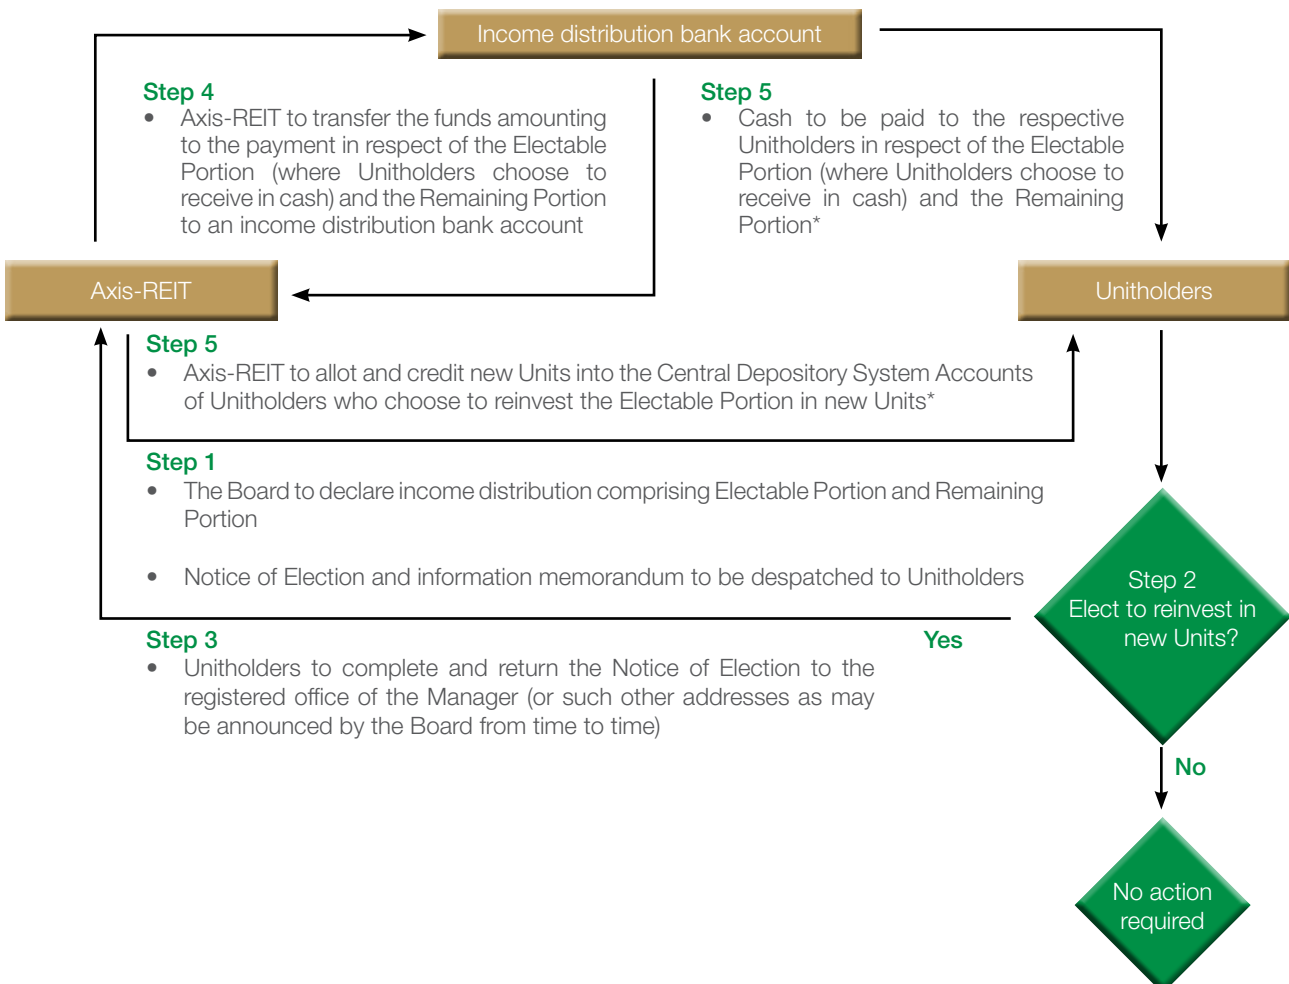 Income distribution bank account
Step 4
• Axis-REIT to transfer the funds amounting
to the payment in respect of the Electable
Portion (where Unitholders choose to
receive in cash) and the Remaining Portion
to an income distribution bank account
Step 5
• Cash to be paid to the respective
Unitholders in respect of the Electable
Portion (where Unitholders choose to
receive in cash) and the Remaining
Portion*
Axis-REIT
Unitholders
Step 5
• Axis-REIT to allot and credit new Units into the Central Depository System Accounts
of Unitholders who choose to reinvest the Electable Portion in new Units*
Step 1
• The Board to declare income distribution comprising Electable Portion and Remaining
Portion
• Notice of Election and information memorandum to be despatched to Unitholders
Step 2
Elect to reinvest in
new Units?
Step 3
Yes
• Unitholders to complete and return the Notice of Election to the
registered office of the Manager (or such other addresses as may
be announced by the Board from time to time)
No
No action
required